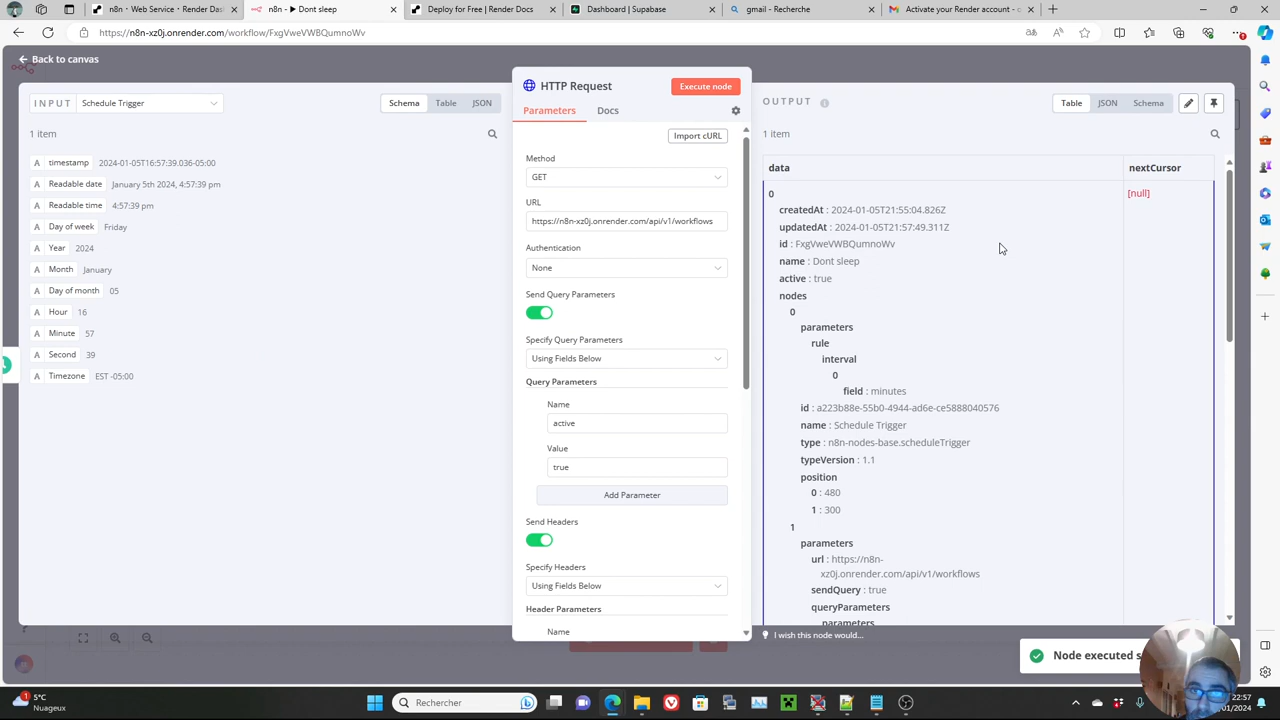 n8n · Web Service · Render Das
n8n - ▶ Dont sleep
Deploy for Free | Render Docs
Dashboard | Supabase
gmail - Recherche
Activate your Render account - c
https://n8n-xz0j.onrender.com/workflow/FxgVweVWBQumnoWv
Back to canvas
INPUT
Schedule Trigger
Schema
Table
JSON
1 item
timestamp 2024-01-05T16:57:39.036-05:00
Readable date January 5th 2024, 4:57:39 pm
Readable time 4:57:39 pm
Day of week Friday
Year 2024
Month January
Day of month 05
Hour 16
Minute 57
Second 39
Timezone EST -05:00
HTTP Request
Execute node
Parameters
Docs
Import cURL
Method
GET
URL
https://n8n-xz0j.onrender.com/api/v1/workflows
Authentication
None
Send Query Parameters
Specify Query Parameters
Using Fields Below
Query Parameters
Name
active
Value
true
Add Parameter
Send Headers
Specify Headers
Using Fields Below
Header Parameters
Name
OUTPUT
Table
JSON
Schema
1 item
data
nextCursor
0
[null]
createdAt : 2024-01-05T21:55:04.826Z
updatedAt : 2024-01-05T21:57:49.311Z
id : FxgVweVWBQumnoWv
name : Dont sleep
active : true
nodes
0
parameters
rule
interval
0
field : minutes
id : a223b88e-55b0-4944-ad6e-ce5888040576
name : Schedule Trigger
type : n8n-nodes-base.scheduleTrigger
typeVersion : 1.1
position
0 : 480
1 : 300
1
parameters
url : https://n8n-
xz0j.onrender.com/api/v1/workflows
sendQuery : true
queryParameters
parameters
I wish this node would...
Node executed s
5°C
Nuageux
Rechercher
22:57
/01/2024